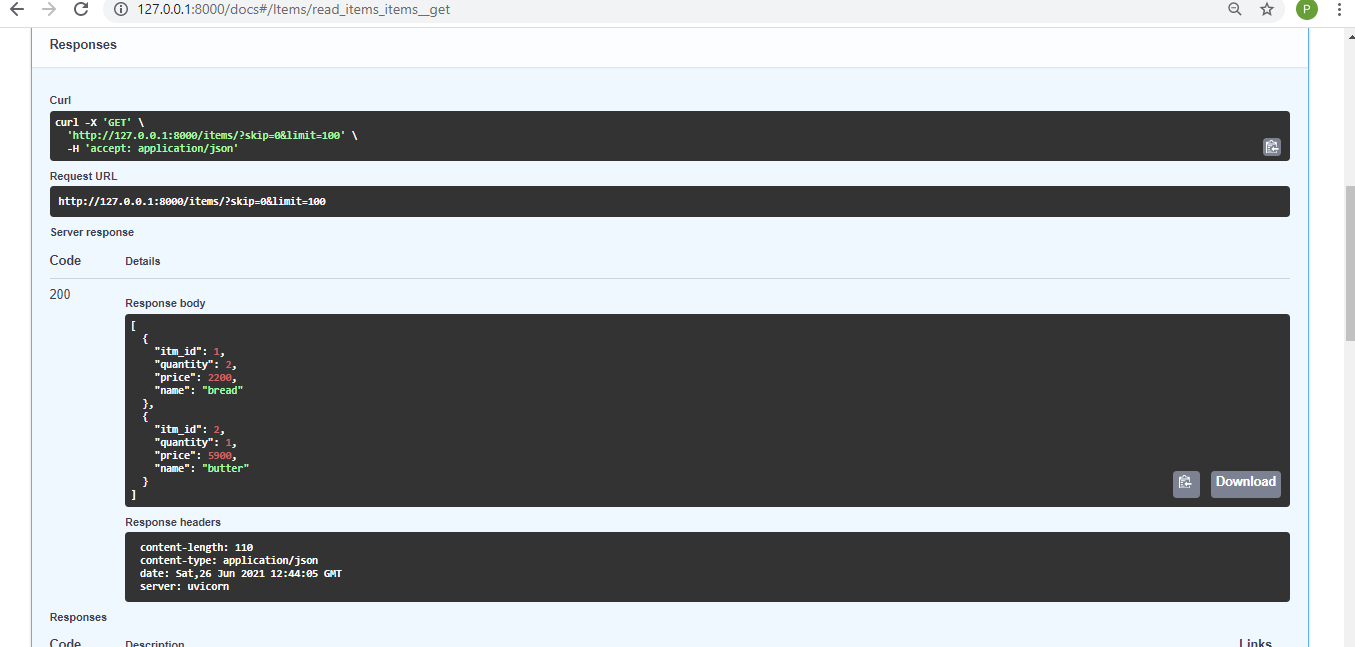 127.0.0.1:8000/docs#/Items/read_items_items__get
P
Responses
Curl
curl -X 'GET' \
'http://127.0.0.1:8000/items/?skip=0&limit=100' \
-H 'accept: application/json'
Request URL
http://127.0.0.1:8000/items/?skip=0&limit=100
Server response
Code Details
200
Response body
[
{
"itm_id": 1,
"quantity": 2,
"price": 2200,
"name": "bread"
},
{
"itm_id": 2,
"quantity": 1,
"price": 5900,
"name": "butter"
}
]
Download
Response headers
content-length: 110
content-type: application/json
date: Sat,26 Jun 2021 12:44:05 GMT
server: uvicorn
Responses
Code Description Links